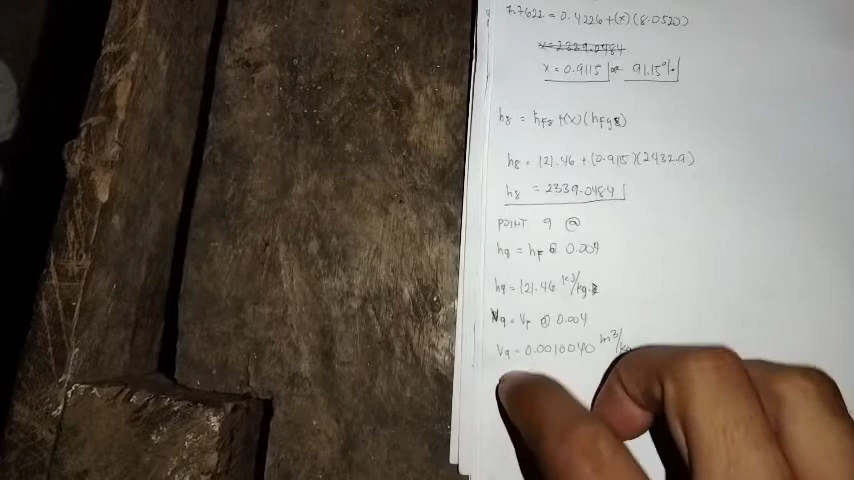 7.7622 = 0.4226 + (x)(8.0520)
x = 2339.0484
x = 0.9115 or 91.15%
h8 = hf8 + (x)(hfg8)
h8 = 121.46 + (0.9115)(2432.9)
h8 = 2339.0484
POINT 9 @
h9 = hf @ 0.004
h9 = 121.46 kJ/kg
V9 = Vf @ 0.004
V9 = 0.0010040 m3/kg